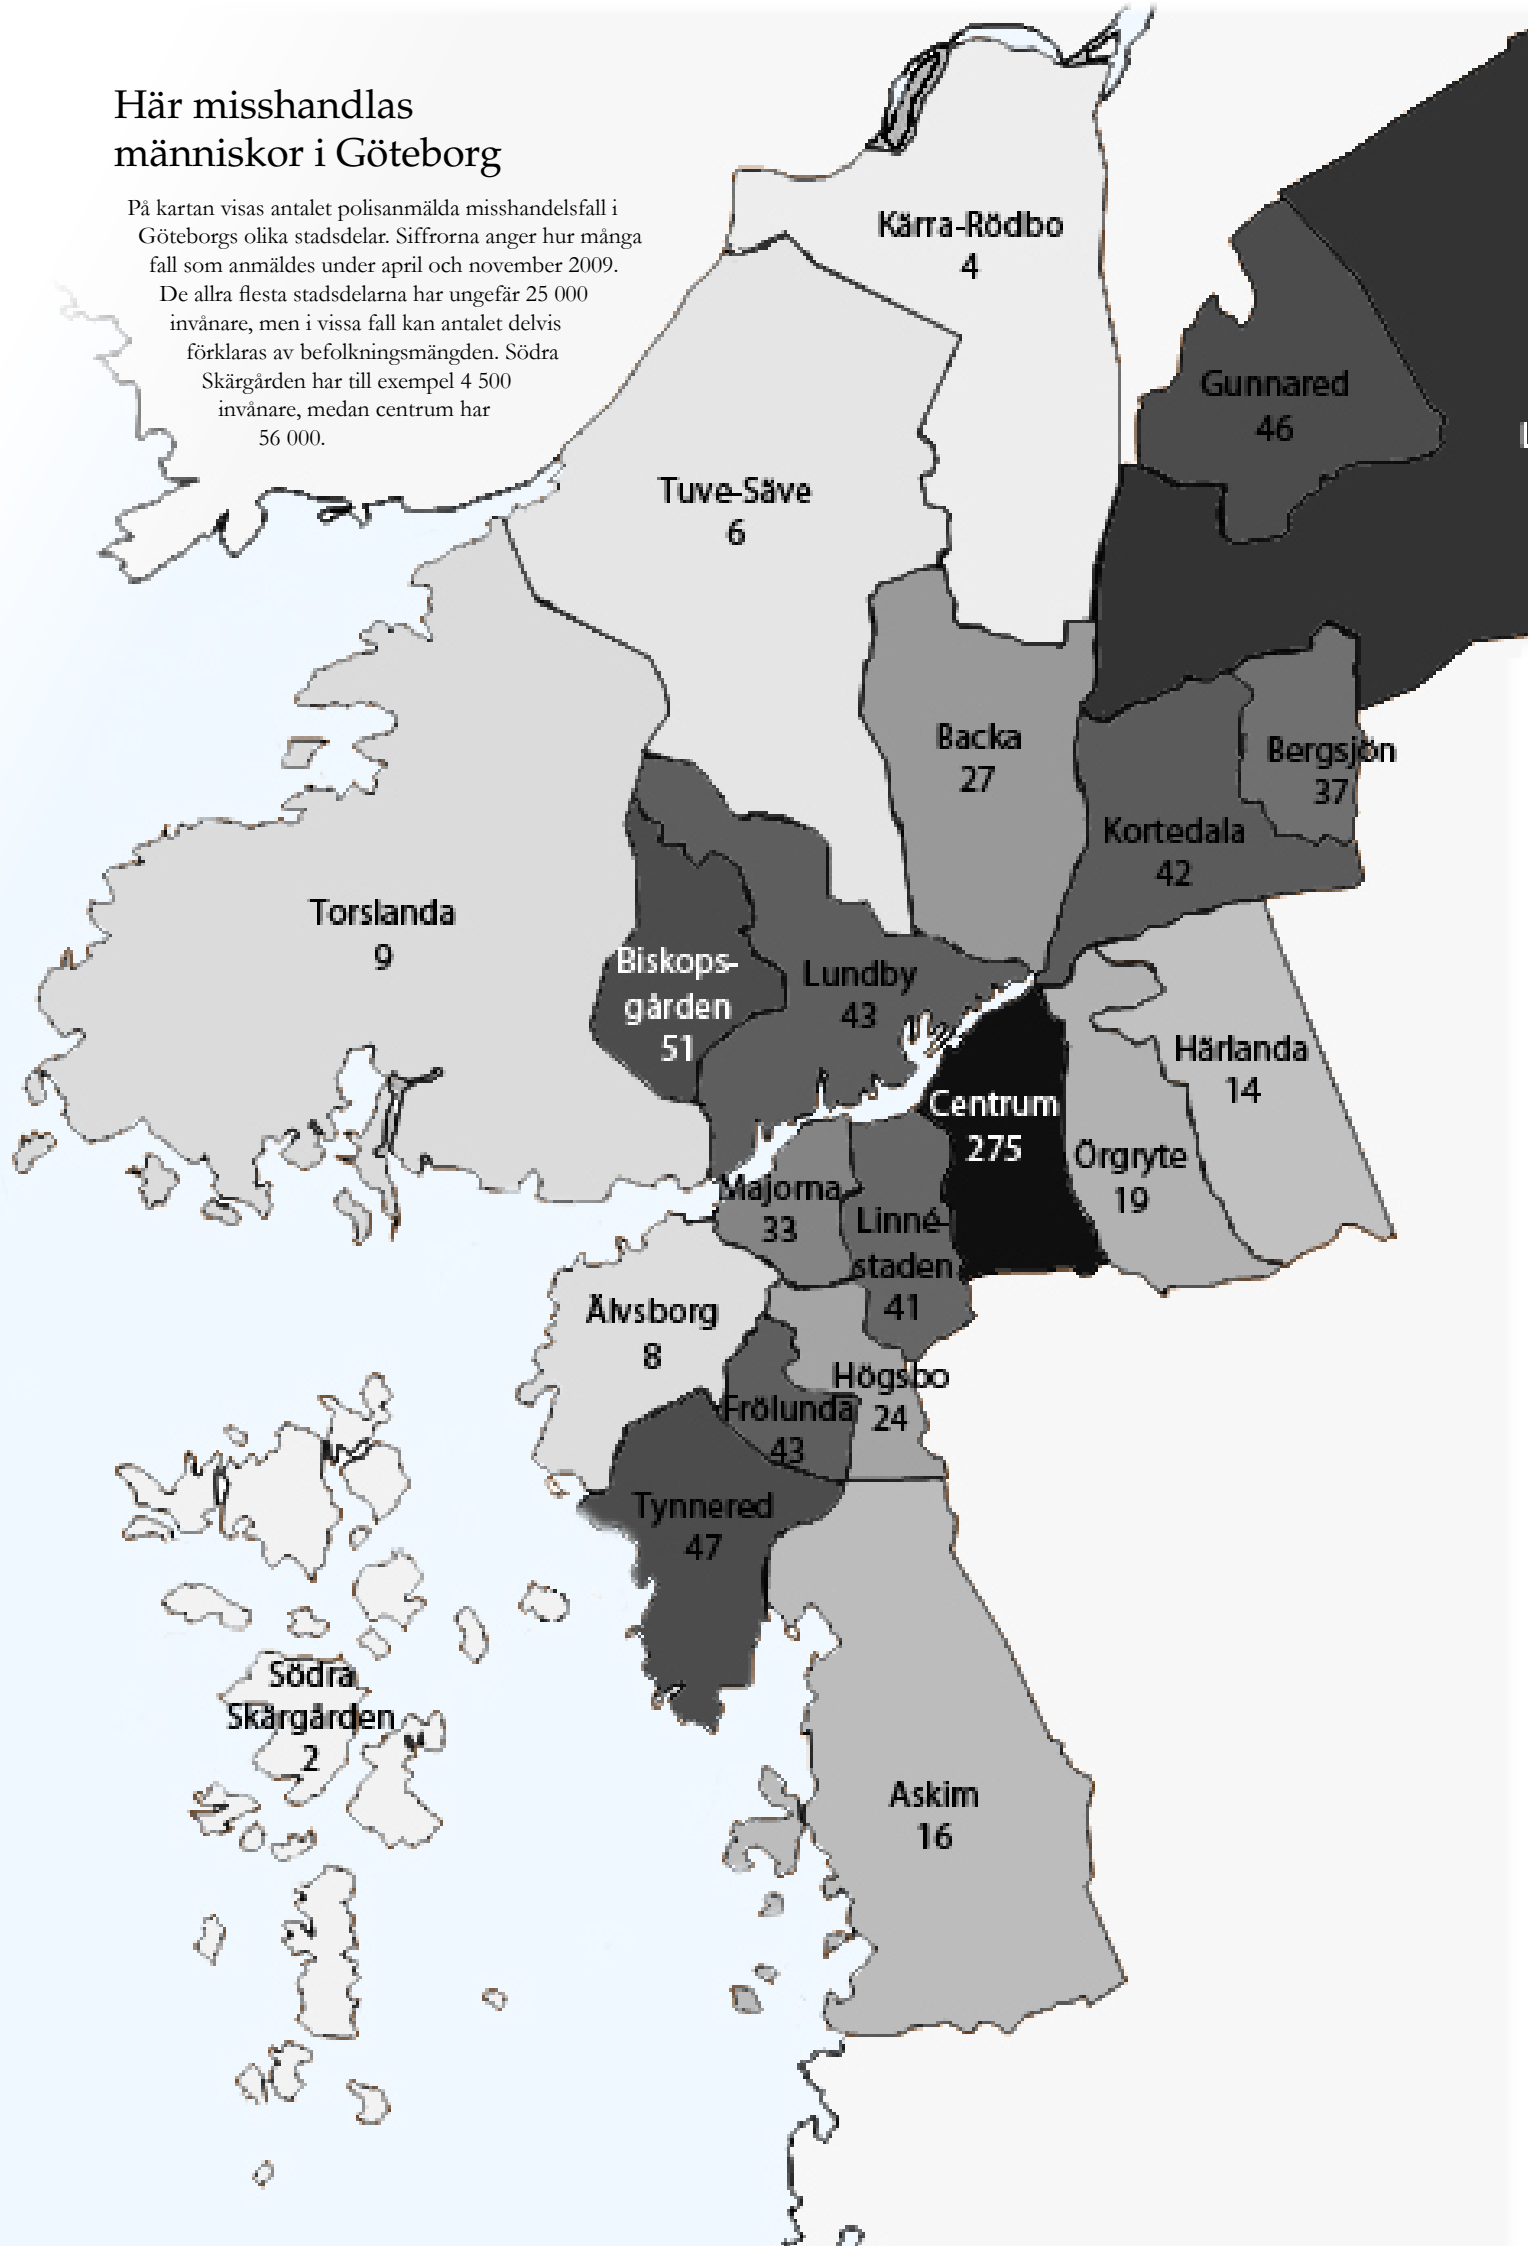 Här misshandlas
människor i Göteborg
På kartan visas antalet polisanmälda misshandelsfall i
Göteborgs olika stadsdelar. Siffrorna anger hur många
fall som anmäldes under april och november 2009.
De allra flesta stadsdelarna har ungefär 25 000
invånare, men i vissa fall kan antalet delvis
förklaras av befolkningsmängden. Södra
Skärgården har till exempel 4 500
invånare, medan centrum har
56 000.
Kärra-Rödbo
4
Gunnared
46
Tuve-Säve
6
Backa
27
Bergsjön
37
Kortedala
42
Torslanda
9
Biskops-
gården
51
Lundby
43
Härlanda
14
Centrum
275
Örgryte
19
Majorna
33
Linné-
staden
41
Älvsborg
8
Högsbo
24
Frölunda
43
Tynnered
47
Södra
Skärgården
2
Askim
16